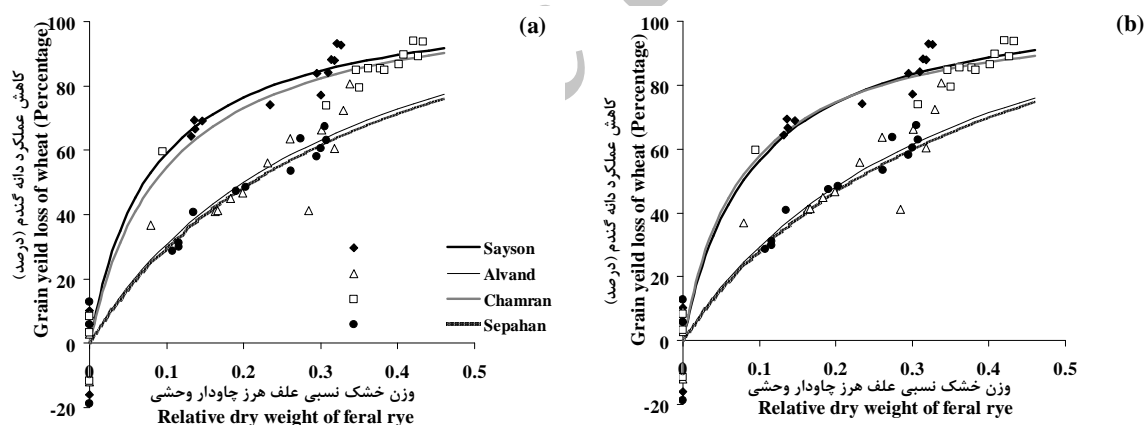 (a)
100
80
60
40
20
0
-20
کاهش عملکرد دانه گندم (درصد)
Grain yeild loss of wheat (Percentage)
Sayson
Alvand
Chamran
Sepahan
0 0.1 0.2 0.3 0.4 0.5
وزن خشک نسبی علف هرز چاودار وحشی
Relative dry weight of feral rye
(b)
100
80
60
40
20
0
-20
کاهش عملکرد دانه گندم (درصد)
Grain yeild loss of wheat (Percentage)
0 0.1 0.2 0.3 0.4 0.5
وزن خشک نسبی علف هرز چاودار وحشی
Relative dry weight of feral rye